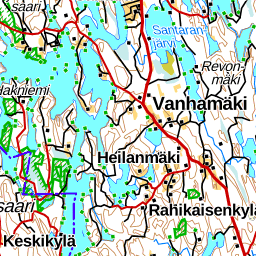 saari
Santaran-
järvi
Revon-
mäki
Hakniemi
Vanhamäki
Heilanmäki
saari
Rahikaisenkylä
Keskikylä